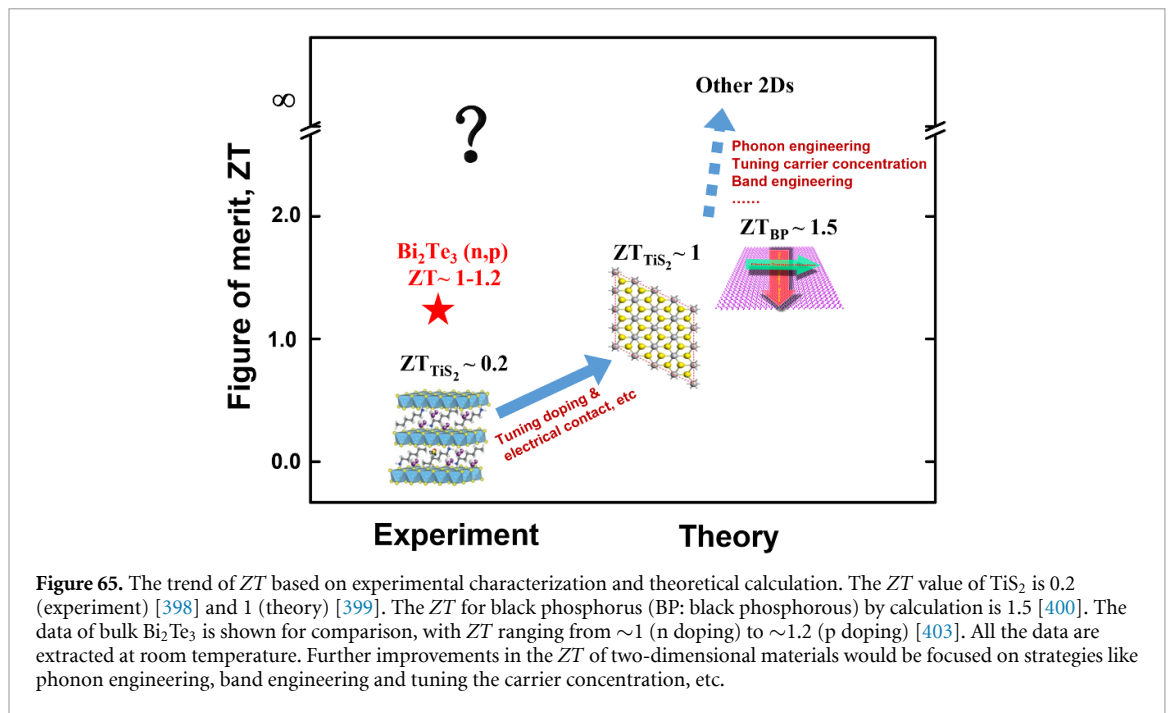 Figure of merit, ZT
∞
2.0
1.0
0.0
?
Other 2Ds
Phonon engineering
Tuning carrier concentration
Band engineering
......
ZT_BP ~ 1.5
Bi₂Te₃ (n,p)
ZT~ 1-1.2
ZT_TiS₂ ~ 1
ZT_TiS₂ ~ 0.2
Tuning doping &
electrical contact, etc
Experiment
Theory
Figure 65. The trend of ZT based on experimental characterization and theoretical calculation. The ZT value of TiS₂ is 0.2
(experiment) [398] and 1 (theory) [399]. The ZT for black phosphorus (BP: black phosphorous) by calculation is 1.5 [400]. The
data of bulk Bi₂Te₃ is shown for comparison, with ZT ranging from ∼1 (n doping) to ∼1.2 (p doping) [403]. All the data are
extracted at room temperature. Further improvements in the ZT of two-dimensional materials would be focused on strategies like
phonon engineering, band engineering and tuning the carrier concentration, etc.